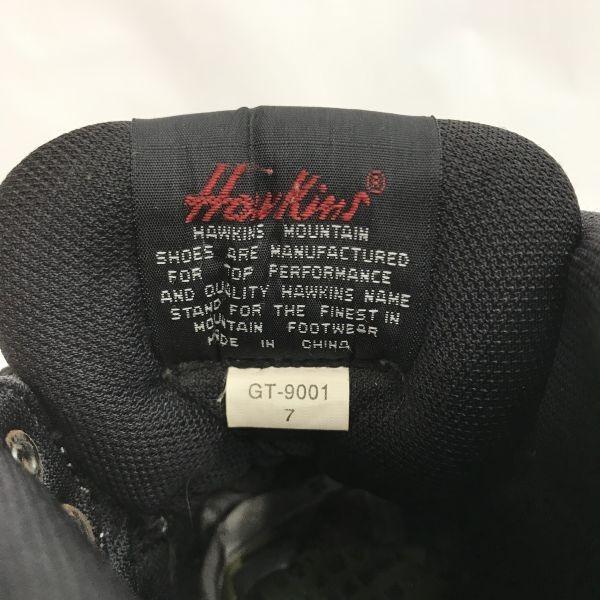 Hawkins®
HAWKINS MOUNTAIN
SHOES ARE MANUFACTURED
FOR TOP PERFORMANCE
AND QUALITY HAWKINS NAME
STAND FOR THE FINEST IN
MOUNTAIN FOOTWEAR
MADE IN CHINA
GT-9001
7